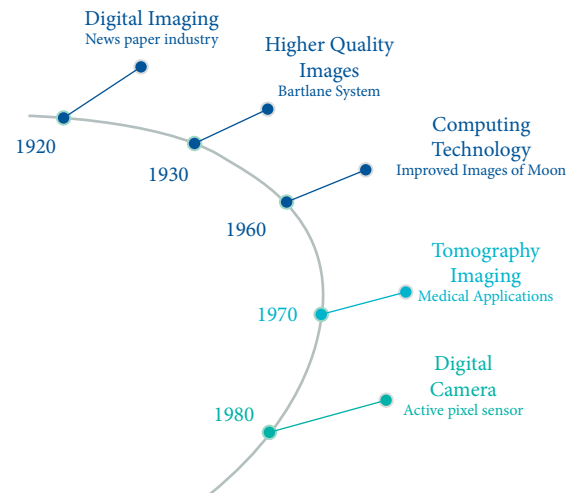 Digital Imaging
News paper industry
1920
Higher Quality
Images
Bartlane System
1930
Computing
Technology
Improved Images of Moon
1960
Tomography
Imaging
Medical Applications
1970
Digital
Camera
Active pixel sensor
1980